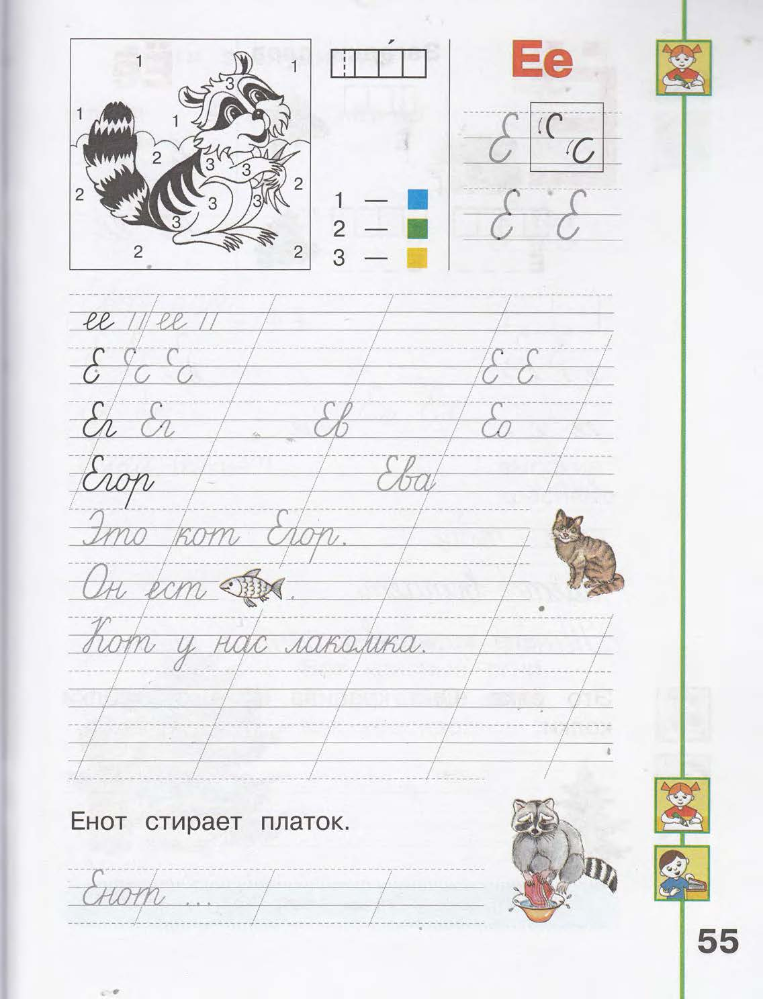 1 1
1 1
2
3
3 3
2 2
3 3
3
2 2
1 —
2 —
3 —
Ее
Е
Е Е
ее ее
Е Е Е
Ег Ег Ев Ео
Егор Ева
Это кот Егор.
Он ест .
Кот у нас лакомка.
Енот стирает платок.
Енот ...
55